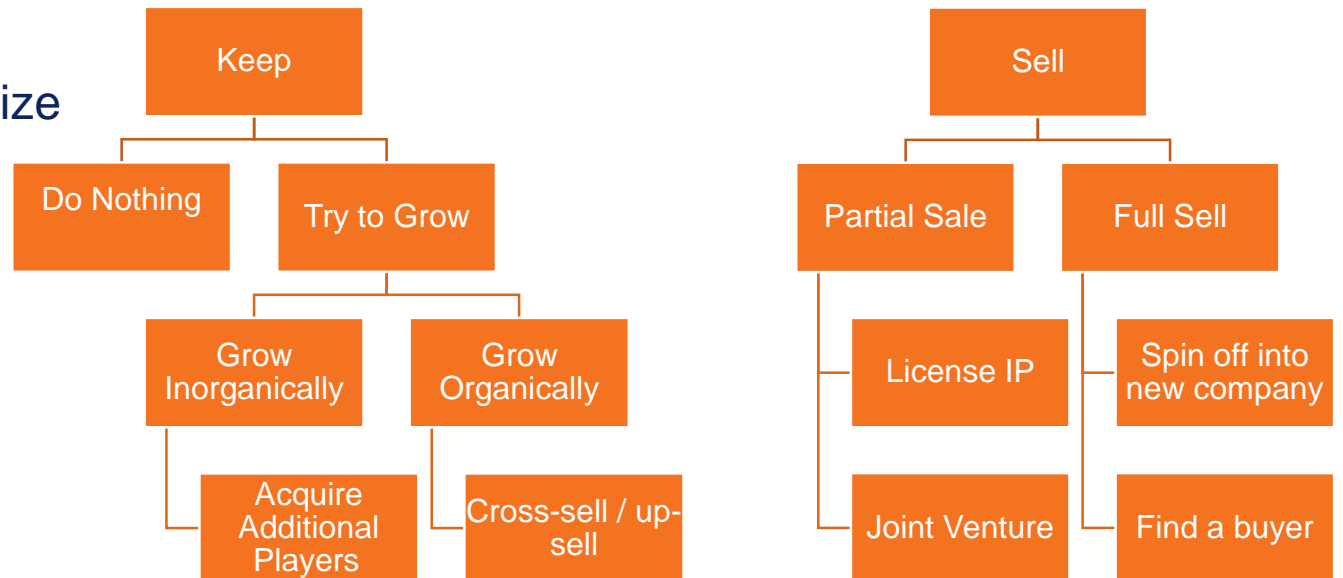 Keep
Sell
ize
Do Nothing
Try to Grow
Partial Sale
Full Sell
Grow
Inorganically
Grow
Organically
License IP
Spin off into
new company
Acquire
Additional
Players
Cross-sell / up-
sell
Joint Venture
Find a buyer